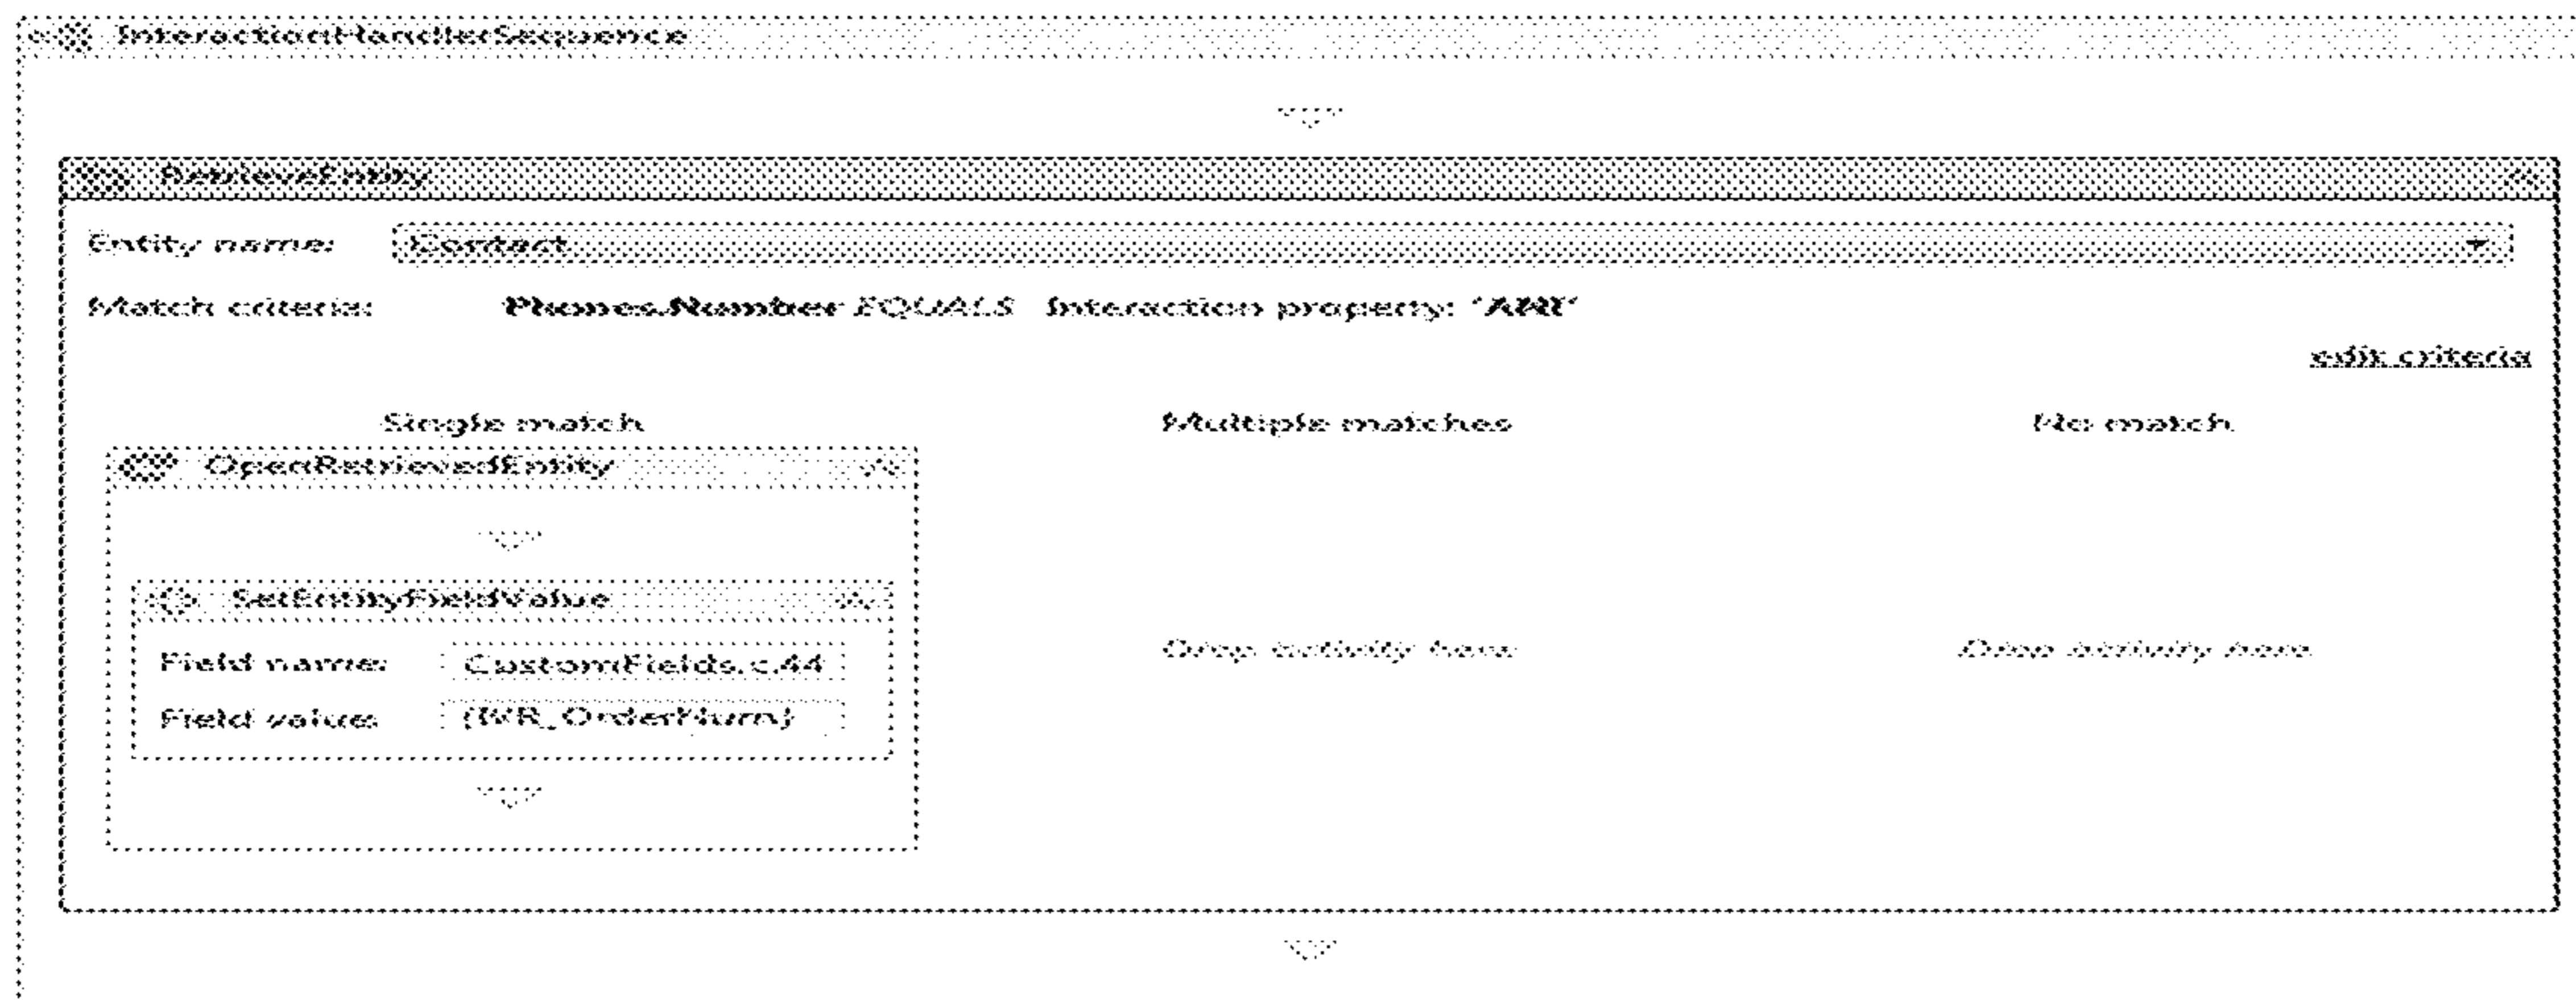 InteractionHandlerSequence
RetrieveEntity
Entity name: Contact
Match criteria: Phones.Number EQUALS Interaction property: 'ANI'
edit criteria
Single match Multiple matches No match
OpenRetrievedEntity
SetEntityFieldValue
Field name: CustomFields.c.44
Drop activity here Drop activity here
Field value: {IVR_OrderNum}